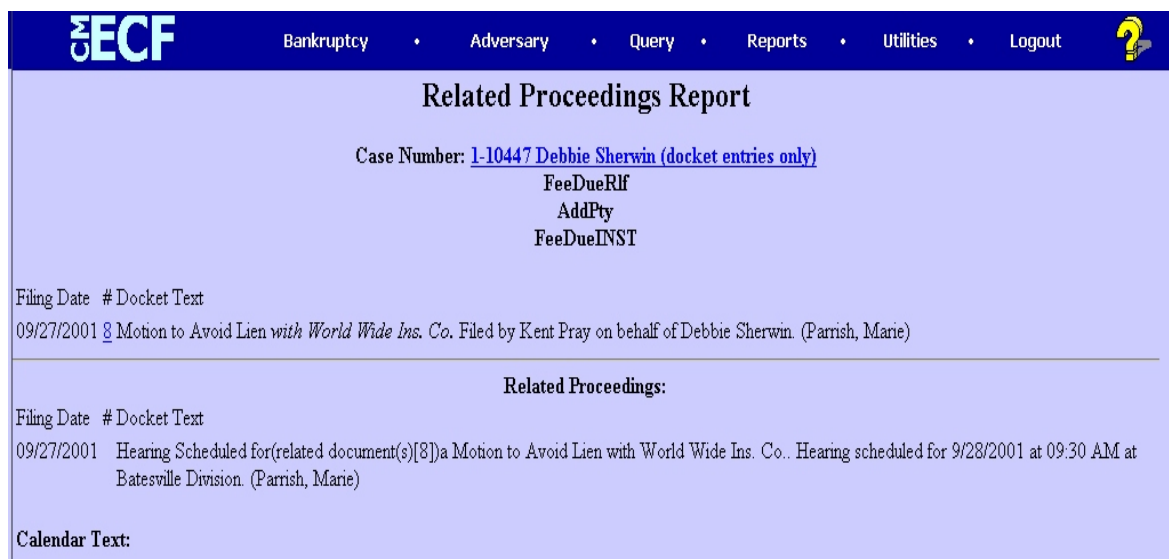 CM ECF Bankruptcy • Adversary • Query • Reports • Utilities • Logout ?
Related Proceedings Report
Case Number: 1-10447 Debbie Sherwin (docket entries only)
FeeDueRlf
AddPty
FeeDueINST
Filing Date # Docket Text
09/27/2001 8 Motion to Avoid Lien with World Wide Ins. Co. Filed by Kent Pray on behalf of Debbie Sherwin. (Parrish, Marie)
Related Proceedings:
Filing Date # Docket Text
09/27/2001 Hearing Scheduled for(related document(s)[8])a Motion to Avoid Lien with World Wide Ins. Co.. Hearing scheduled for 9/28/2001 at 09:30 AM at
Batesville Division. (Parrish, Marie)
Calendar Text: